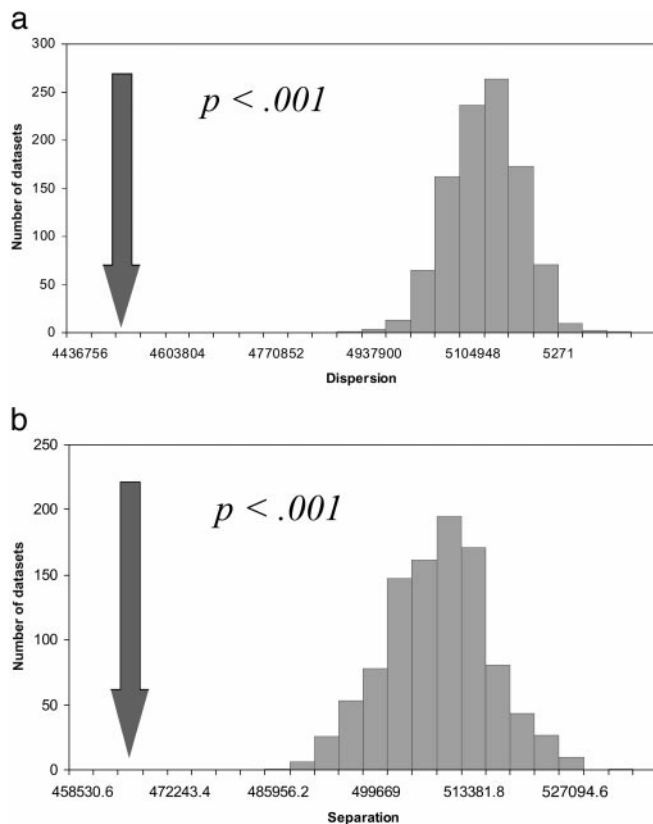 a
300
250
200
150
100
50
0
Number of datasets
p < .001
4436756 4603804 4770852 4937900 5104948 5271
Dispersion
b
250
200
150
100
50
0
Number of datasets
p < .001
458530.6 472243.4 485956.2 499669 513381.8 527094.6
Separation